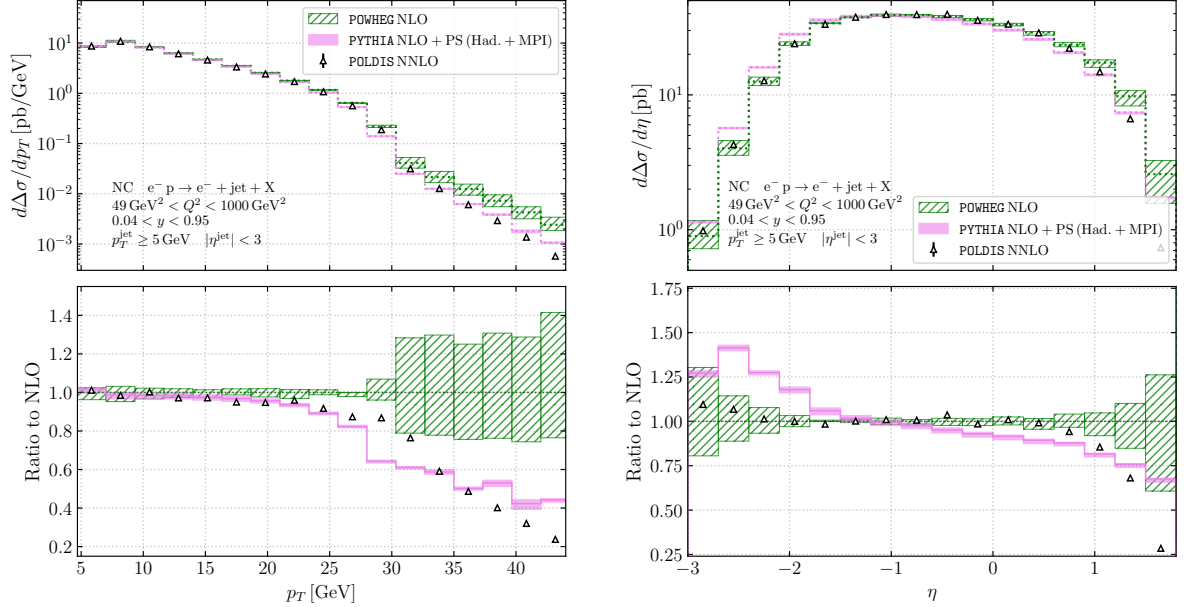 POWHEG NLO
PYTHIA NLO + PS (Had. + MPI)
POLDIS NNLO
NC e⁻ p → e⁻ + jet + X
49 GeV² < Q² < 1000 GeV²
0.04 < y < 0.95
p_T^jet ≥ 5 GeV |η^jet| < 3
dΔσ/dp_T [pb/GeV]
10¹
10⁰
10⁻¹
10⁻²
10⁻³
Ratio to NLO
1.4
1.2
1.0
0.8
0.6
0.4
0.2
5 10 15 20 25 30 35 40
p_T [GeV]
dΔσ/dη [pb]
10¹
10⁰
NC e⁻ p → e⁻ + jet + X
49 GeV² < Q² < 1000 GeV²
0.04 < y < 0.95
p_T^jet ≥ 5 GeV |η^jet| < 3
POWHEG NLO
PYTHIA NLO + PS (Had. + MPI)
POLDIS NNLO
Ratio to NLO
1.75
1.50
1.25
1.00
0.75
0.50
0.25
−3 −2 −1 0 1
η